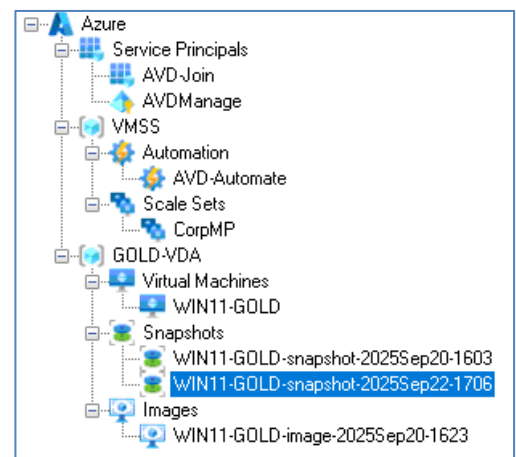 Azure
Service Principals
AVD-Join
AVDManage
VMSS
Automation
AVD-Automate
Scale Sets
CorpMP
GOLD-VDA
Virtual Machines
WIN11-GOLD
Snapshots
WIN11-GOLD-snapshot-2025Sep20-1603
WIN11-GOLD-snapshot-2025Sep22-1706
Images
WIN11-GOLD-image-2025Sep20-1623